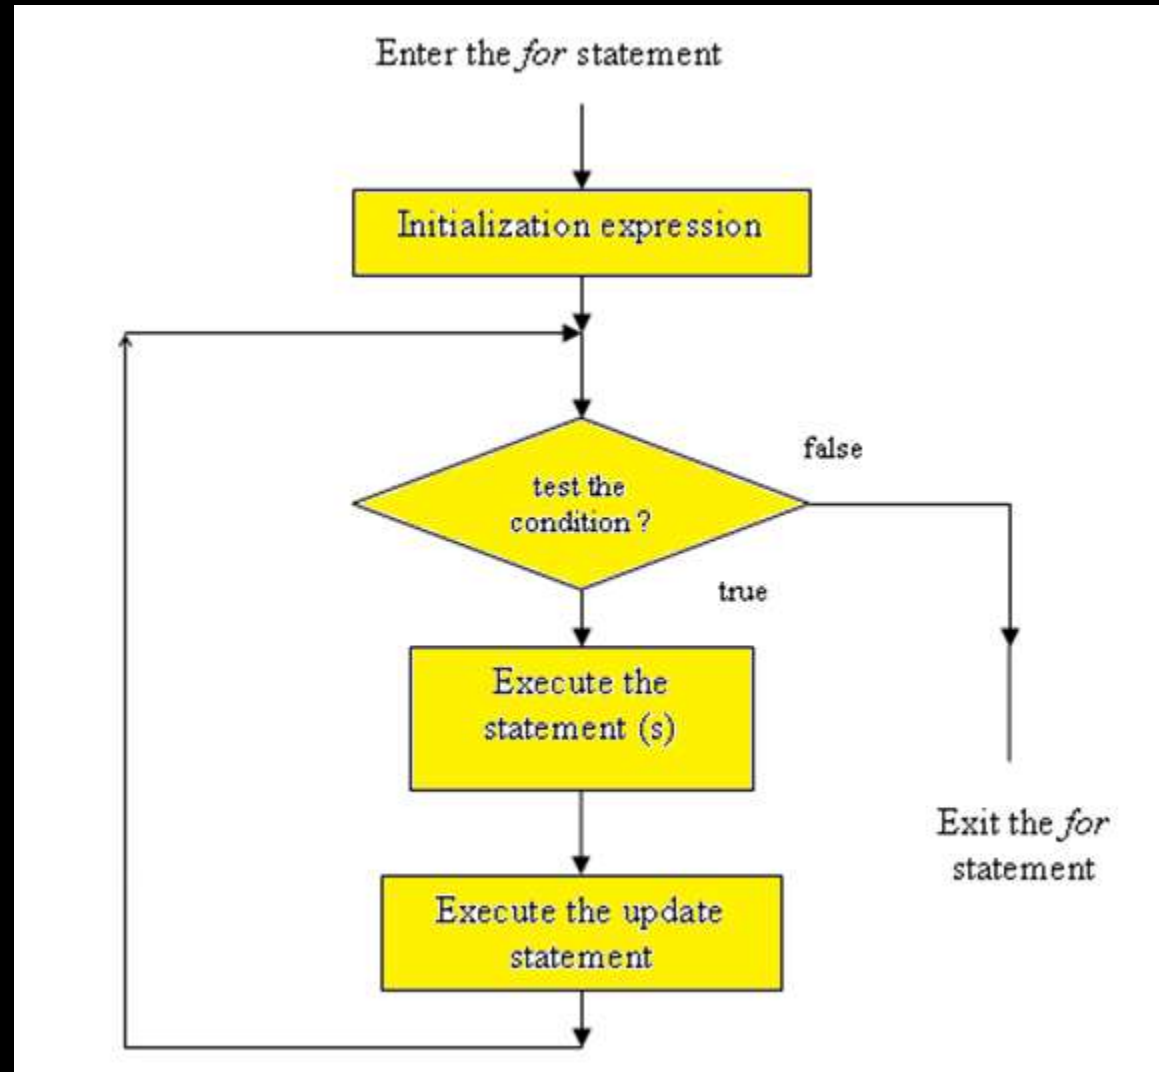 Enter the for statement
Initialization expression
false
test the
condition ?
true
Execute the
statement (s)
Exit the for
statement
Execute the update
statement